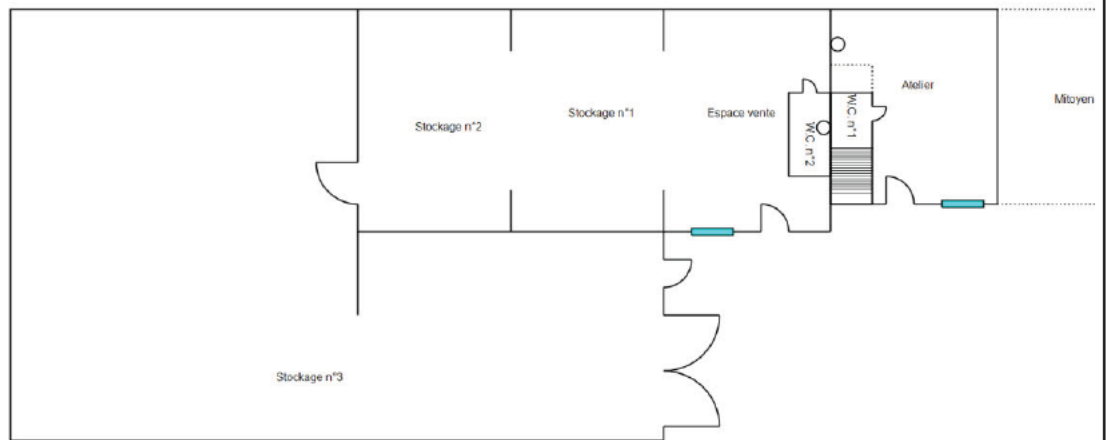 Atelier
Mitoyen
Stockage n°1
Espace vente
W.C. n°1
Stockage n°2
W.C. n°2
Stockage n°3